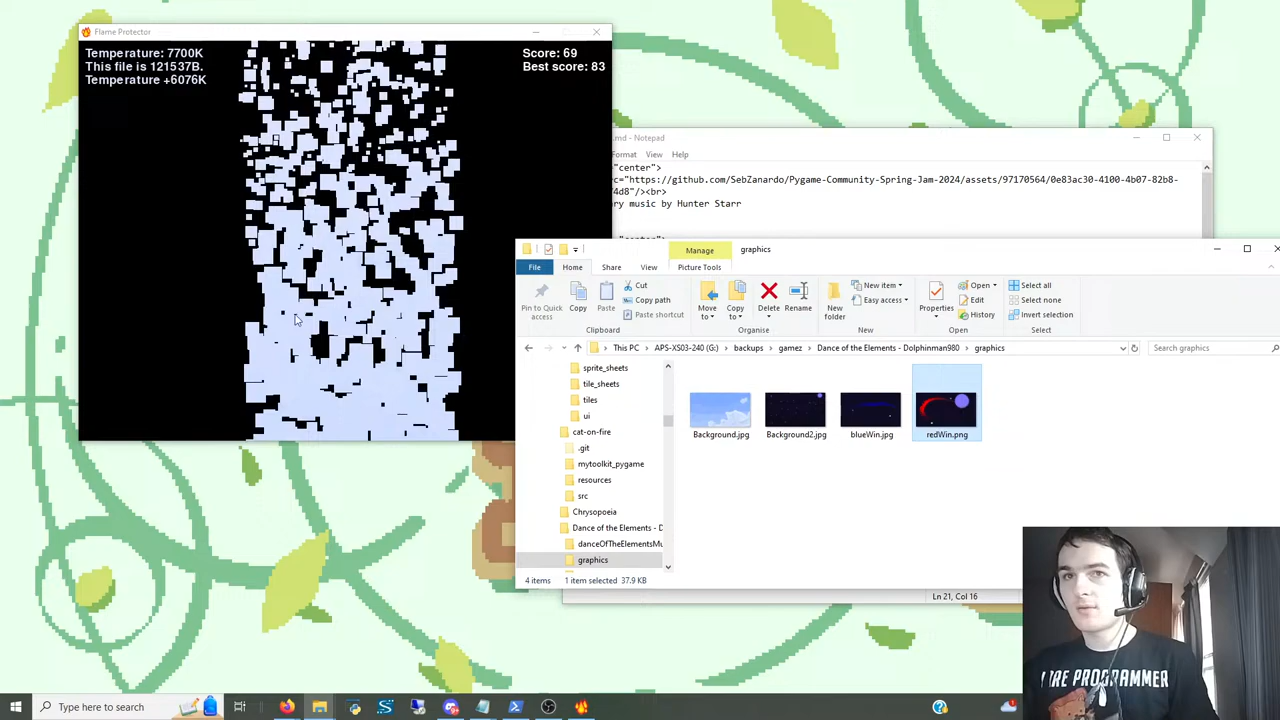 Flame Protector
Temperature: 7700K
This file is 121537B.
Temperature +6076K
Score: 69
Best score: 83
.md - Notepad
Format View Help
"center">
c="https://github.com/SebZanardo/Pygame-Community-Spring-Jam-2024/assets/97170564/0e83ac30-4100-4b07-82b8-
4d8"/><br>
ry music by Hunter Starr
="center">
Manage graphics
File Home Share View Picture Tools
Pin to Quick access
Copy
Paste
Cut
Copy path
Paste shortcut
Clipboard
Move to
Copy to
Delete
Rename
Organise
New folder
New item
Easy access
New
Properties
Open
Edit
History
Open
Select all
Select none
Invert selection
Select
This PC APS-XS03-240 (G:) backups gamez Dance of the Elements - Dolphinman980 graphics
Search graphics
sprite_sheets
tile_sheets
tiles
ui
cat-on-fire
.git
mytoolkit_pygame
resources
src
Chrysopoeia
Dance of the Elements - D
danceOfTheElementsMu
graphics
Background.jpg
Background2.jpg
blueWin.jpg
redWin.png
4 items 1 item selected 37.9 KB
Ln 21, Col 16
THE PROGRAMMER
Type here to search